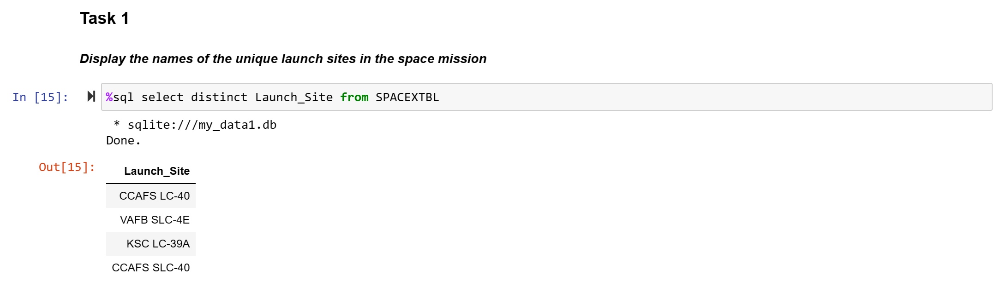 Task 1
Display the names of the unique launch sites in the space mission
In [15]: %sql select distinct Launch_Site from SPACEXTBL
* sqlite:///my_data1.db
Done.
Out[15]:
Launch_Site
CCAFS LC-40
VAFB SLC-4E
KSC LC-39A
CCAFS SLC-40